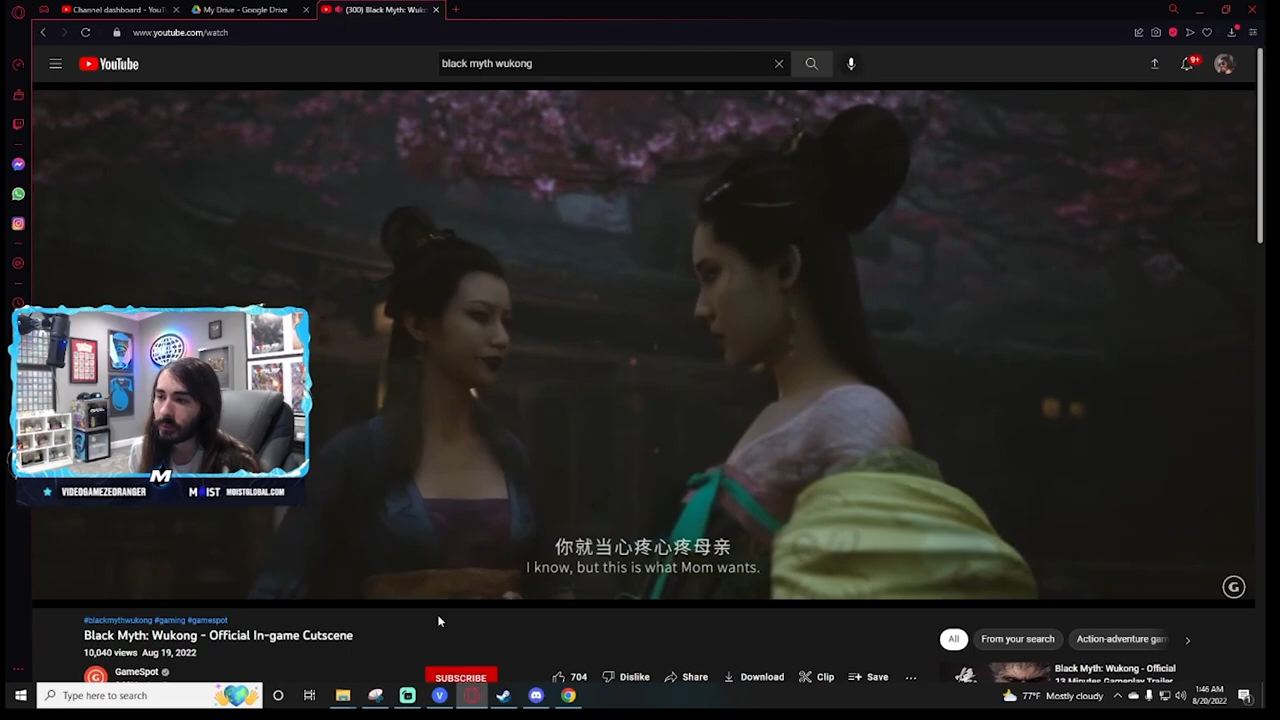 Channel dashboard - YouT
My Drive - Google Drive
(300) Black Myth: Wuk
www.youtube.com/watch
YouTube
black myth wukong
9+
你就当心疼心疼母亲
I know, but this is what Mom wants.
G
M
VIDEOGAMEZEORANGER
MOIST
MOISTGLOBAL.COM
#blackmythwukong #gaming #gamespot
Black Myth: Wukong - Official In-game Cutscene
10,040 views Aug 19, 2022
GameSpot
SUBSCRIBE
704
Dislike
Share
Download
Clip
Save
All
From your search
Action-adventure gam
Black Myth: Wukong - Official
13 Minutes Gameplay Trailer
Type here to search
77°F Mostly cloudy
1:46 AM
8/20/2022